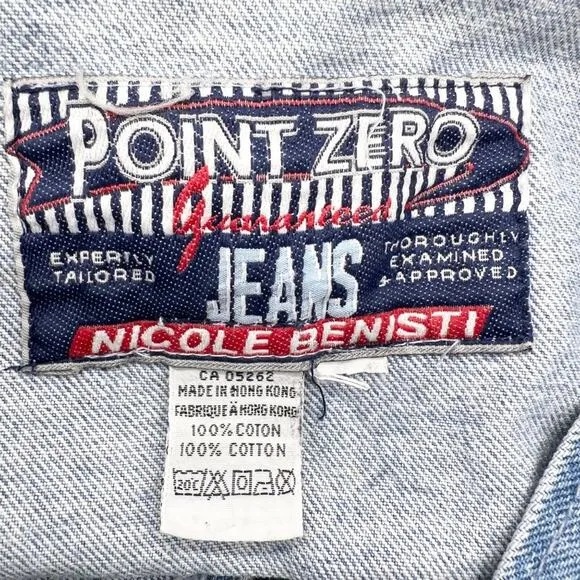 POINT ZERO
Guaranteed
JEANS
EXPERTLY
TAILORED
THOROUGHLY
EXAMINED
& APPROVED
NICOLE BENISTI
CA 05262
MADE IN HONG KONG
FABRIQUE À HONG KONG
100% COTON
100% COTTON
20C